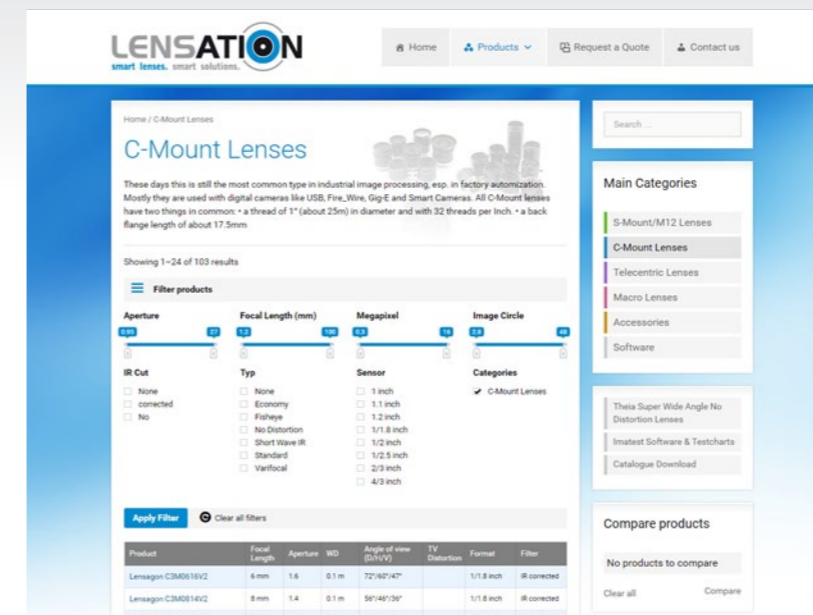 LENSATION
smart lenses. smart solutions.
Home
Products
Request a Quote
Contact us
Home / C-Mount Lenses
C-Mount Lenses
These days this is still the most common type in industrial image processing, esp. in factory automization.
Mostly they are used with digital cameras like USB, Fire_Wire, Gig-E and Smart Cameras. All C-Mount lenses
have two things in common: • a thread of 1" (about 25m) in diameter and with 32 threads per Inch. • a back
flange length of about 17.5mm
Showing 1–24 of 103 results
Filter products
Aperture
Focal Length (mm)
Megapixel
Image Circle
0.95 27
1.2 100
0.3 16
2.8 48
IR Cut
None
corrected
No
Typ
None
Economy
Fisheye
No Distortion
Short Wave IR
Standard
Varifocal
Sensor
1 inch
1.1 inch
1.2 inch
1/1.8 inch
1/2 inch
1/2.5 inch
2/3 inch
4/3 inch
Categories
C-Mount Lenses
Apply Filter
Clear all filters
Product Focal Length Aperture WD Angle of view (D/H/V) TV Distortion Format Filter
Lensagon C3M0616V2 6 mm 1.6 0.1 m 72°/60°/47° 1/1.8 inch IR corrected
Lensagon C3M0814V2 8 mm 1.4 0.1 m 56°/46°/36° 1/1.8 inch IR corrected
Search ...
Main Categories
S-Mount/M12 Lenses
C-Mount Lenses
Telecentric Lenses
Macro Lenses
Accessories
Software
Theia Super Wide Angle No
Distortion Lenses
Imatest Software & Testcharts
Catalogue Download
Compare products
No products to compare
Clear all
Compare